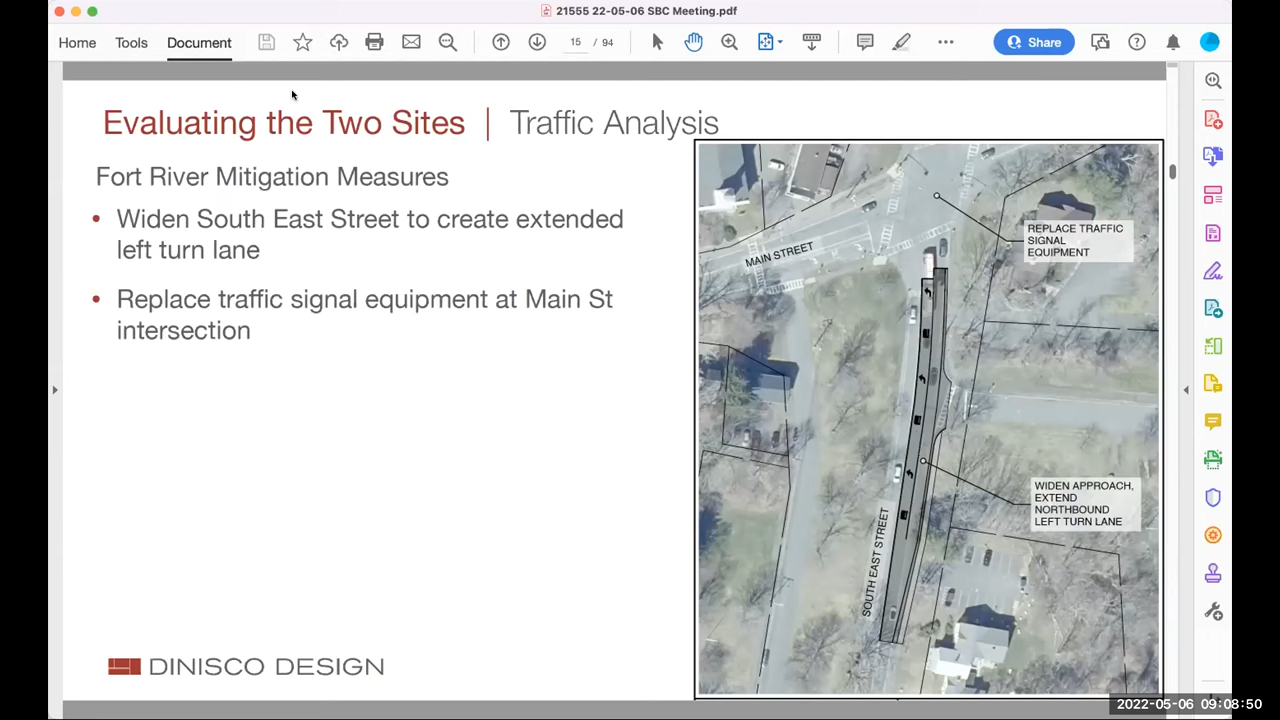 21555 22-05-06 SBC Meeting.pdf
Home Tools Document 15 / 94 Share
Evaluating the Two Sites | Traffic Analysis
Fort River Mitigation Measures
• Widen South East Street to create extended
left turn lane
• Replace traffic signal equipment at Main St
intersection
MAIN STREET
REPLACE TRAFFIC
SIGNAL
EQUIPMENT
WIDEN APPROACH,
EXTEND
NORTHBOUND
LEFT TURN LANE
SOUTH EAST STREET
DINISCO DESIGN
2022-05-06 09:08:50